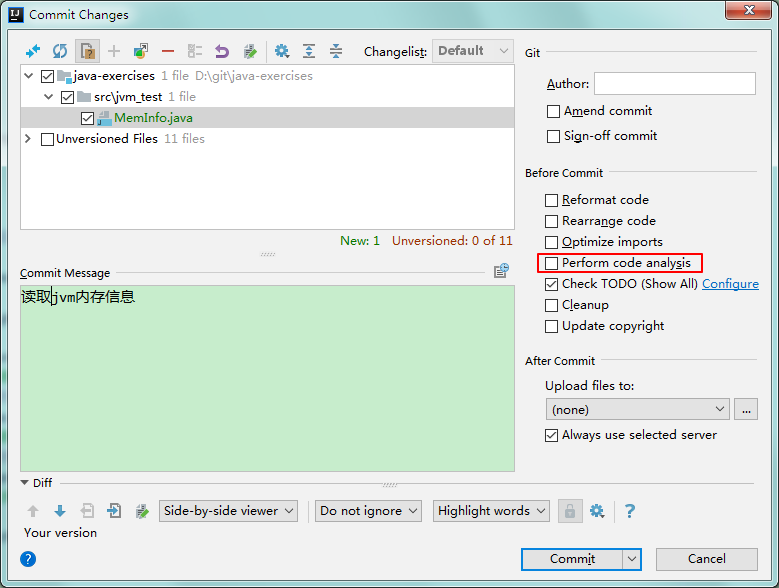 Commit Changes
Changelist: Default
java-exercises 1 file D:\git\java-exercises
src\jvm_test 1 file
MemInfo.java
Unversioned Files 11 files
New: 1 Unversioned: 0 of 11
Commit Message
读取jvm内存信息
Git
Author:
Amend commit
Sign-off commit
Before Commit
Reformat code
Rearrange code
Optimize imports
Perform code analysis
Check TODO (Show All) Configure
Cleanup
Update copyright
After Commit
Upload files to:
(none) ...
Always use selected server
Diff
Side-by-side viewer Do not ignore Highlight words ?
Your version
? Commit Cancel